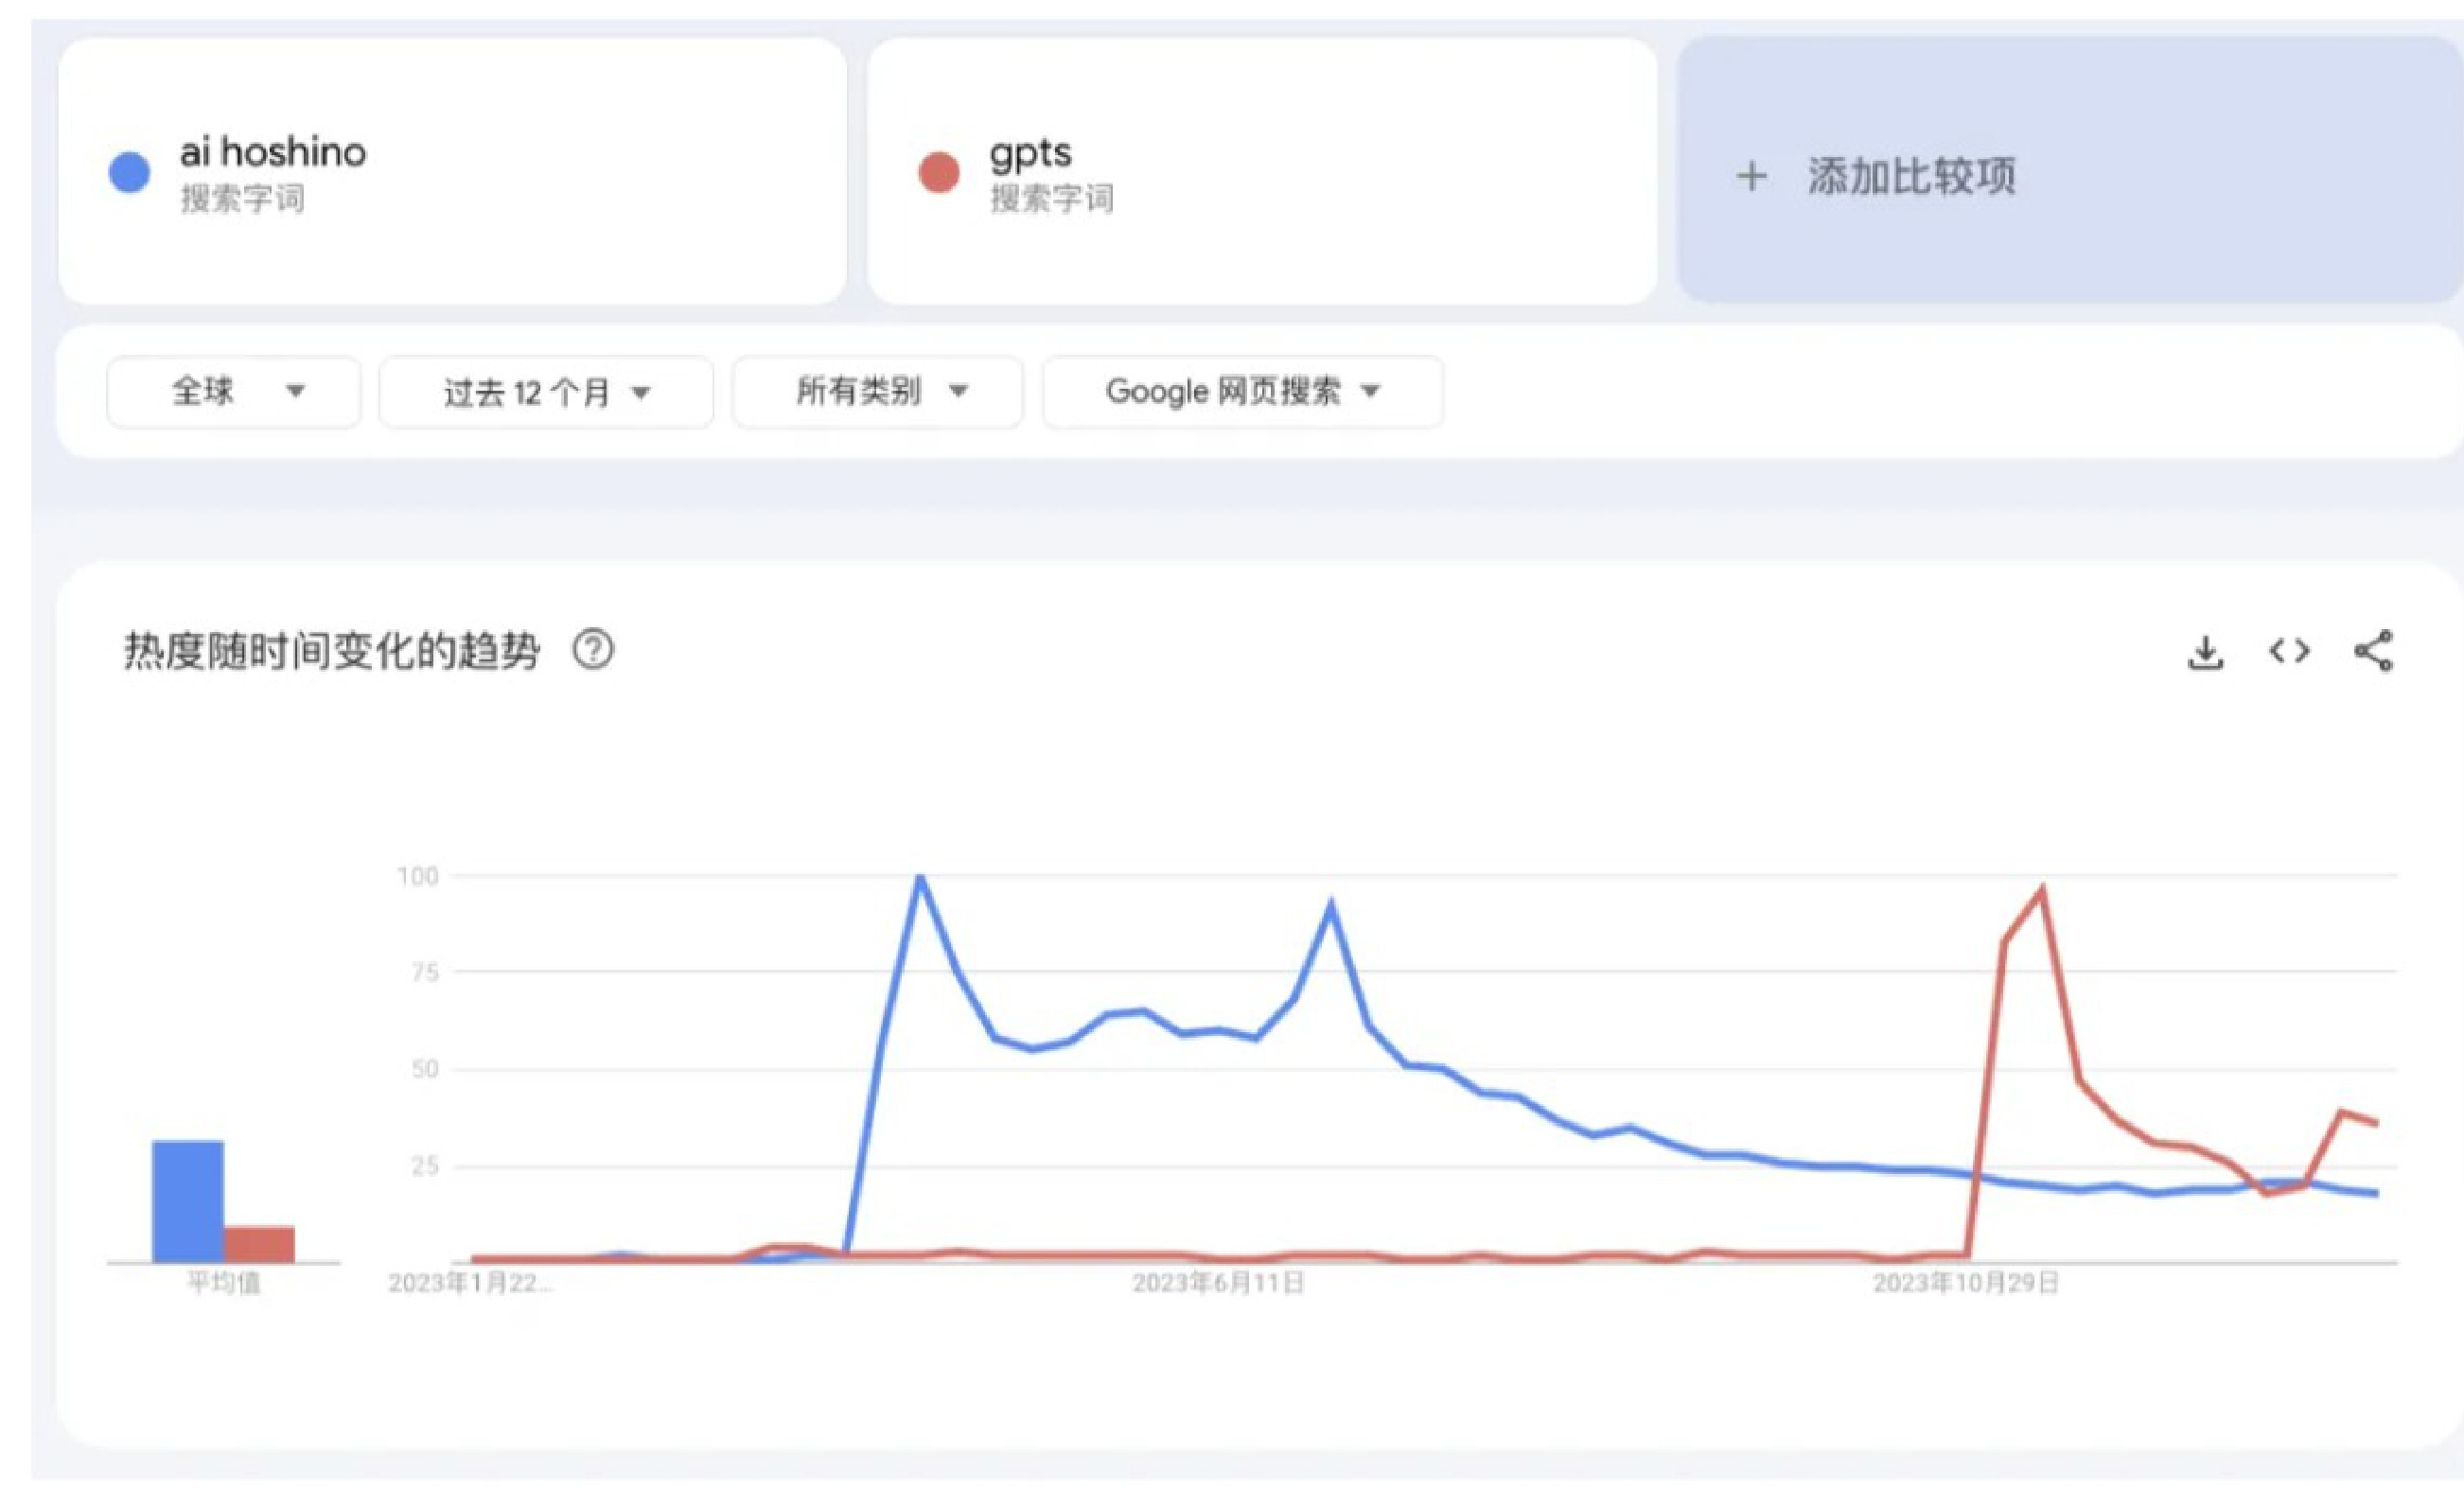 ai hoshino
搜索字词
gpts
搜索字词
+ 添加比较项
全球
过去 12 个月
所有类别
Google 网页搜索
热度随时间变化的趋势
100
75
50
25
平均值
2023年1月22...
2023年6月11日
2023年10月29日